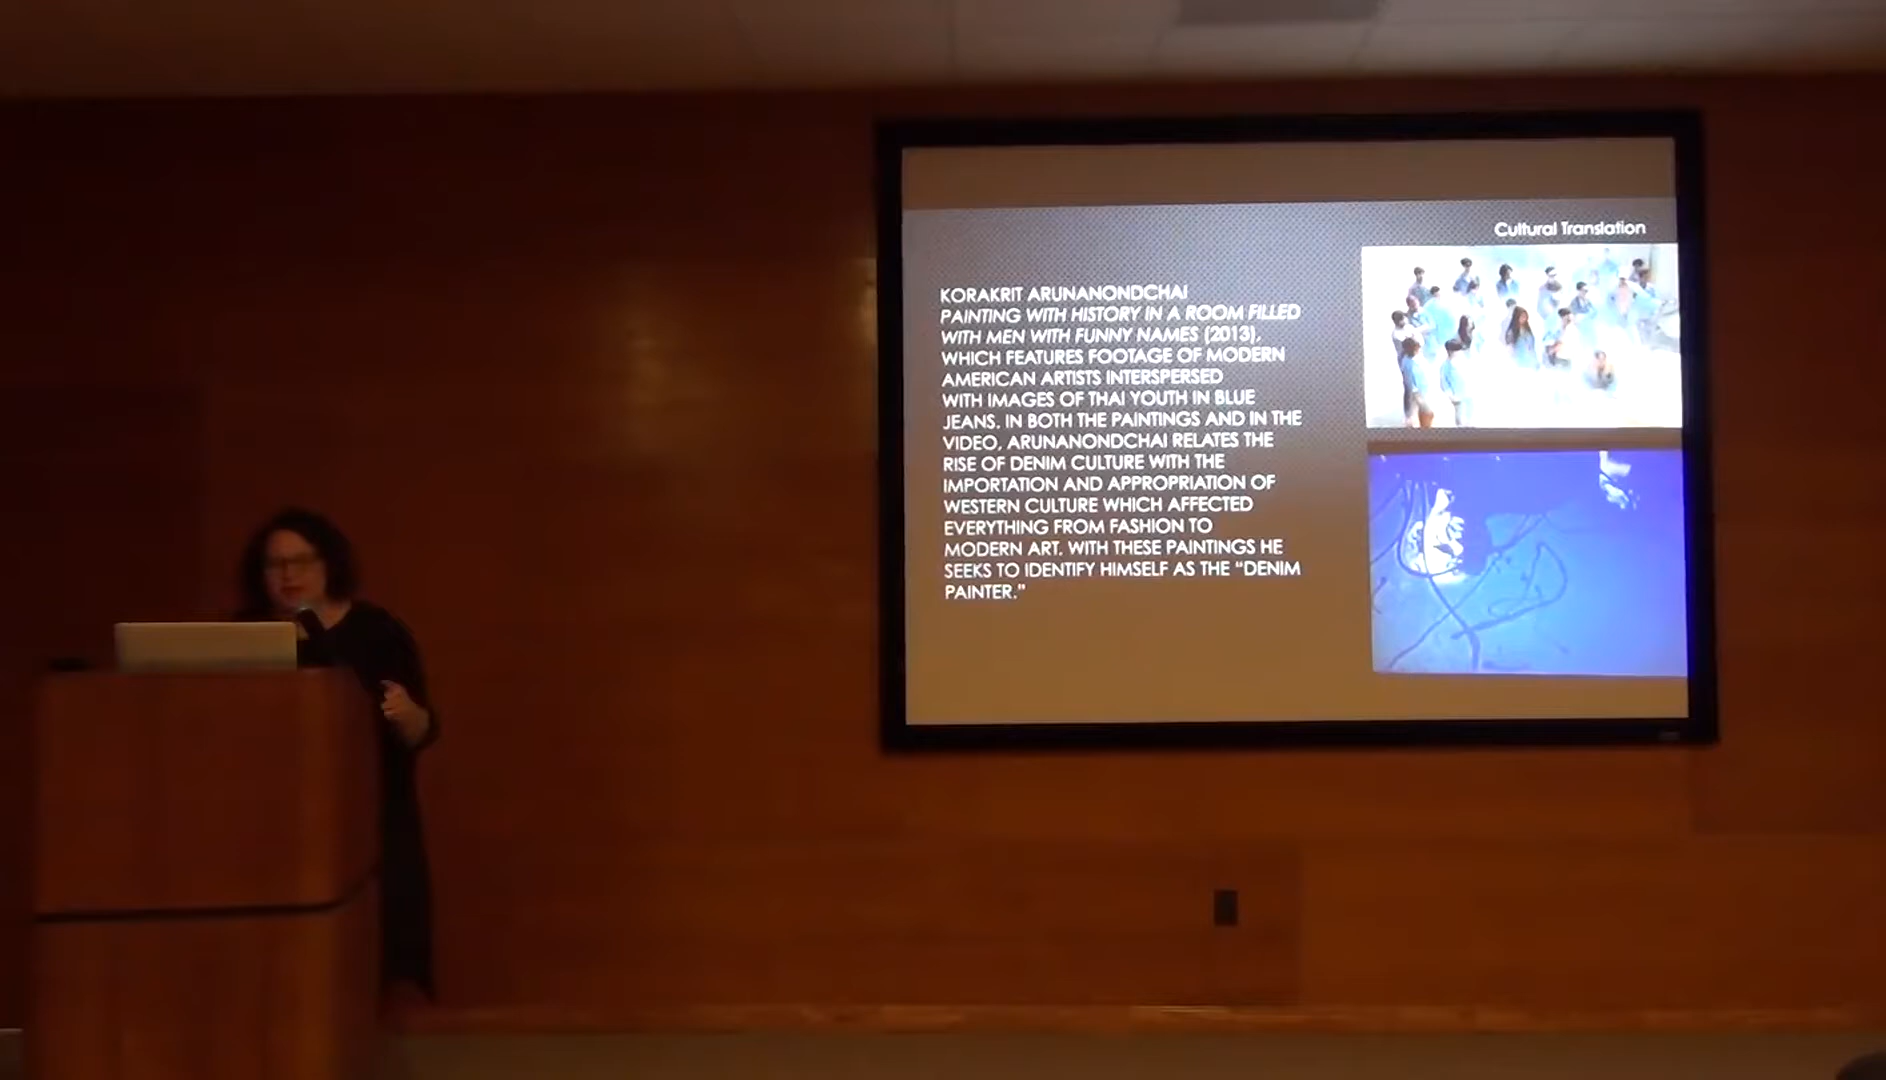 Cultural Translation
KORAKRIT ARUNANONDCHAI
PAINTING WITH HISTORY IN A ROOM FILLED
WITH MEN WITH FUNNY NAMES (2013),
WHICH FEATURES FOOTAGE OF MODERN
AMERICAN ARTISTS INTERSPERSED
WITH IMAGES OF THAI YOUTH IN BLUE
JEANS. IN BOTH THE PAINTINGS AND IN THE
VIDEO, ARUNANONDCHAI RELATES THE
RISE OF DENIM CULTURE WITH THE
IMPORTATION AND APPROPRIATION OF
WESTERN CULTURE WHICH AFFECTED
EVERYTHING FROM FASHION TO
MODERN ART. WITH THESE PAINTINGS HE
SEEKS TO IDENTIFY HIMSELF AS THE “DENIM
PAINTER.”